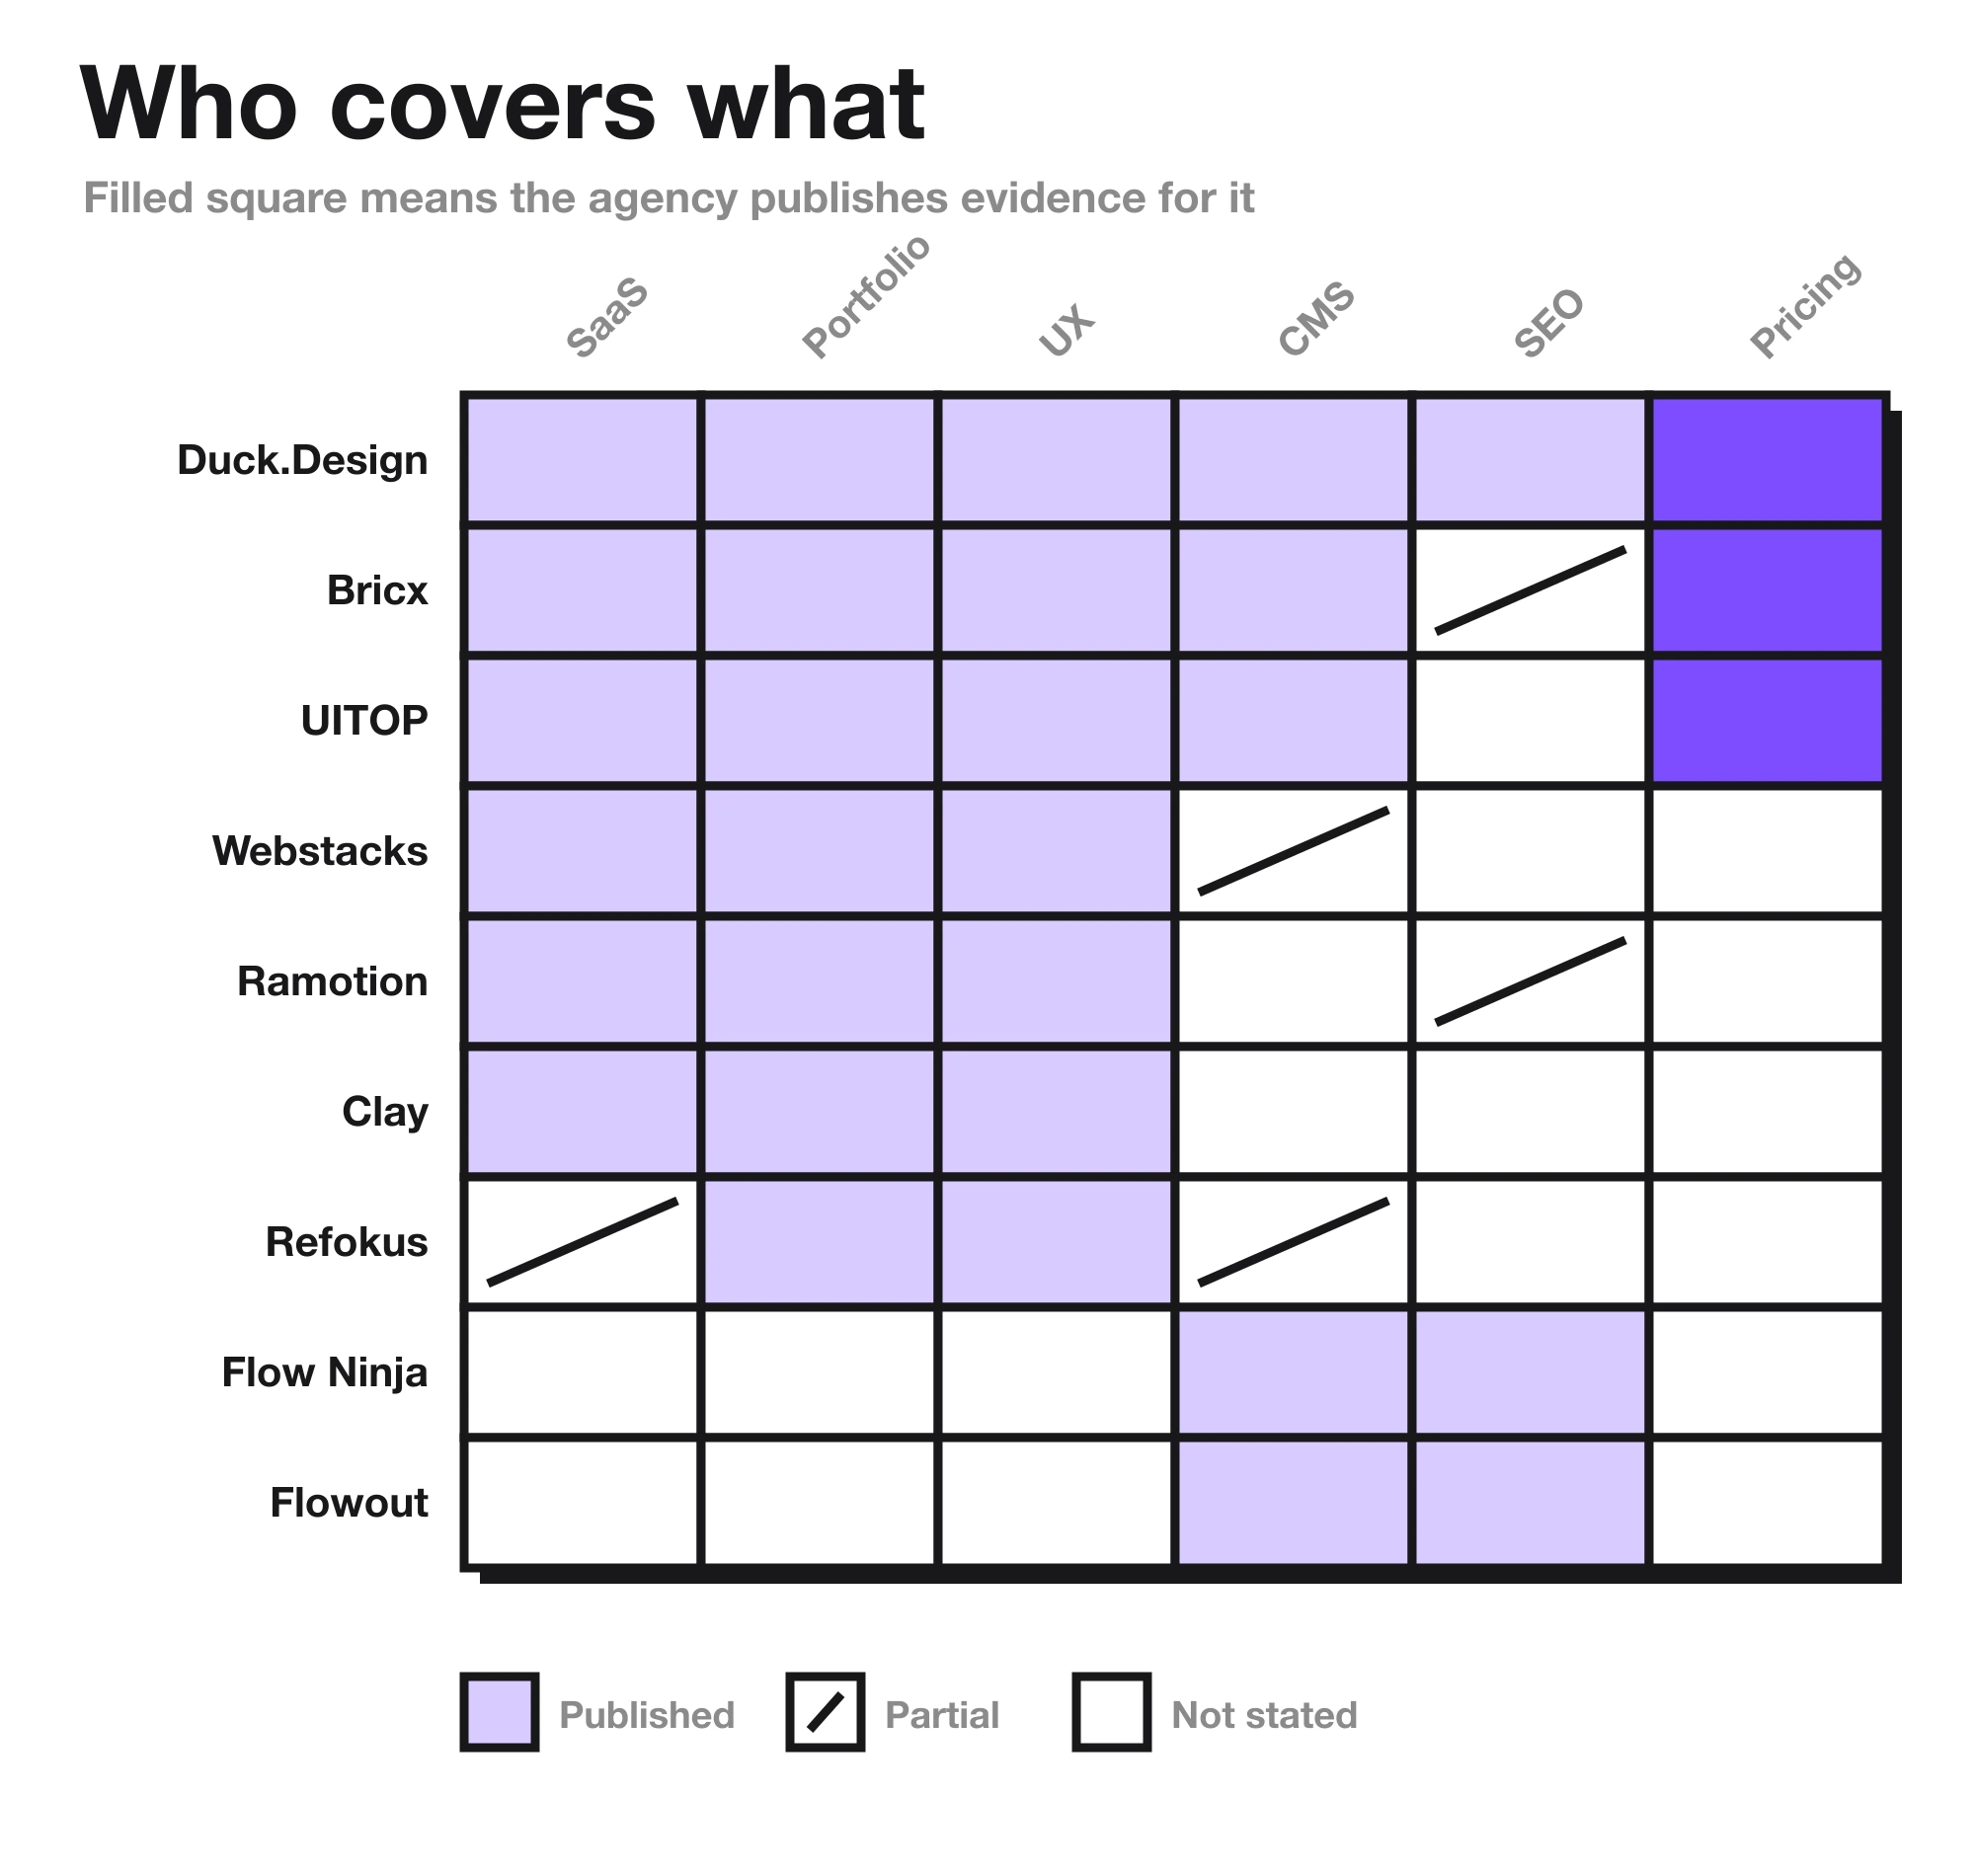 Who covers what
Filled square means the agency publishes evidence for it
SaaS Portfolio UX CMS SEO Pricing
Duck.Design
Bricx
UITOP
Webstacks
Ramotion
Clay
Refokus
Flow Ninja
Flowout
Published Partial Not stated